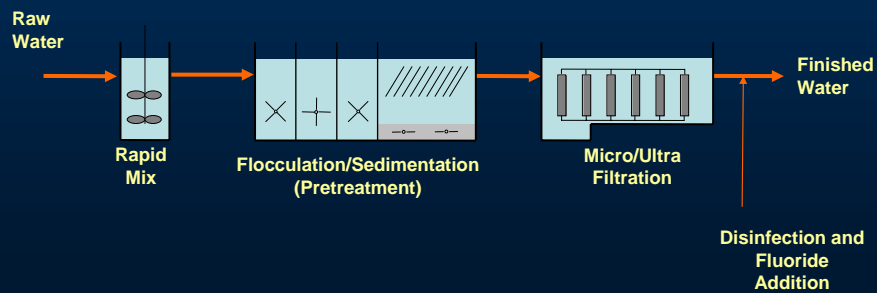 Raw
Water
Rapid
Mix
Flocculation/Sedimentation
(Pretreatment)
Micro/Ultra
Filtration
Finished
Water
Disinfection and
Fluoride
Addition